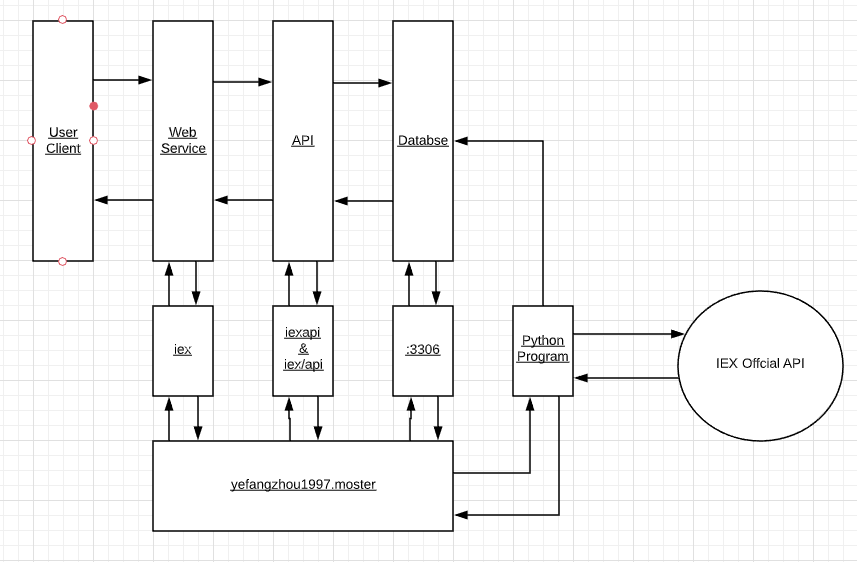 User
Client
Web
Service
API
Databse
iex
iexapi
&
iex/api
:3306
Python
Program
IEX Offcial API
yefangzhou1997.moster